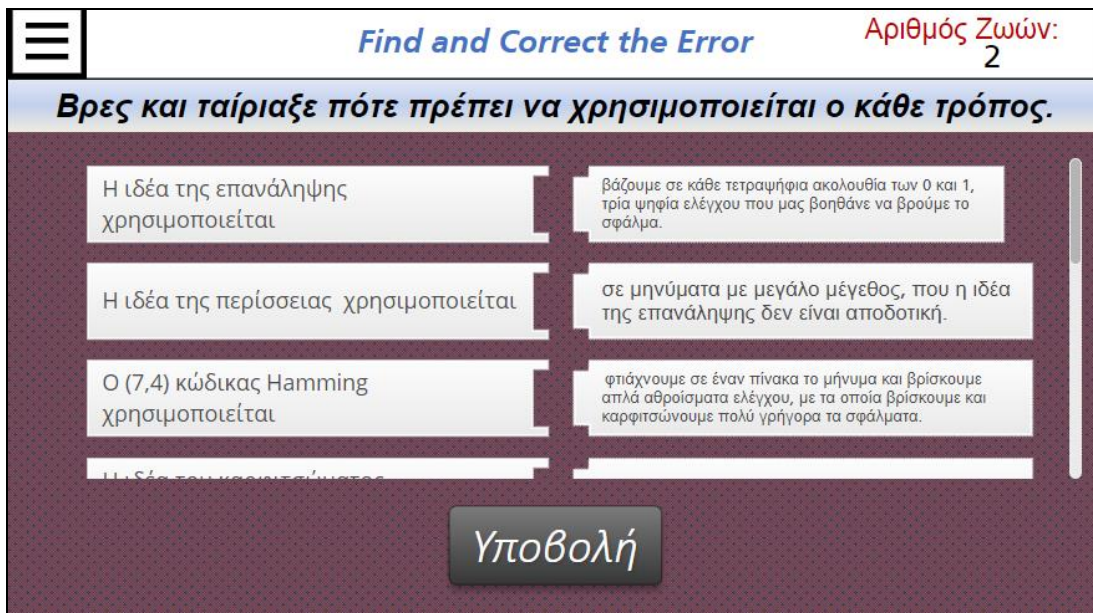 Find and Correct the Error
Αριθμός Ζωών:
2
Βρες και ταίριαξε πότε πρέπει να χρησιμοποιείται ο κάθε τρόπος.
Η ιδέα της επανάληψης
χρησιμοποιείται
βάζουμε σε κάθε τετραψήφια ακολουθία των 0 και 1,
τρία ψηφία ελέγχου που μας βοηθάνε να βρούμε το
σφάλμα.
Η ιδέα της περίσσειας χρησιμοποιείται
σε μηνύματα με μεγάλο μέγεθος, που η ιδέα
της επανάληψης δεν είναι αποδοτική.
Ο (7,4) κώδικας Hamming
χρησιμοποιείται
φτιάχνουμε σε έναν πίνακα το μήνυμα και βρίσκουμε
απλά αθροίσματα ελέγχου, με τα οποία βρίσκουμε και
καρφιτσώνουμε πολύ γρήγορα τα σφάλματα.
Η ιδέα του καρφιτσώματος
Υποβολή